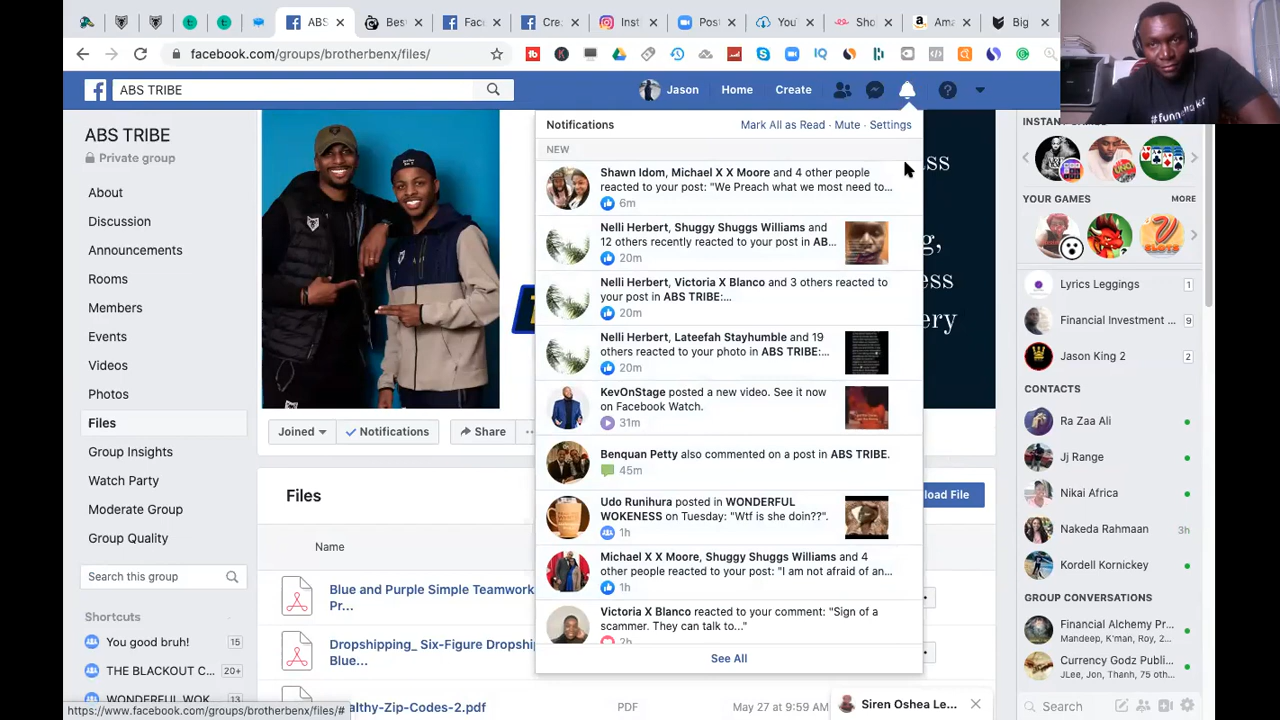 ABS
Bes
Fac
Cre
Inst
Post
You
Sho
Ama
Big
facebook.com/groups/brotherbenx/files/
ABS TRIBE
Jason
Home
Create
#funnelhakr
ABS TRIBE
Private group
About
Discussion
Announcements
Rooms
Members
Events
Videos
Photos
Files
Group Insights
Watch Party
Moderate Group
Group Quality
Search this group
Shortcuts
You good bruh! 15
THE BLACKOUT C... 20+
WONDERFUL WOK
https://www.facebook.com/groups/brotherbenx/files/#
Joined
Notifications
Share
Files
load File
Name
Blue and Purple Simple Teamwork
Pr...
Dropshipping_ Six-Figure Dropship
Blue...
althy-Zip-Codes-2.pdf
PDF
May 27 at 9:59 AM
Notifications
Mark All as Read · Mute · Settings
NEW
Shawn Idom, Michael X X Moore and 4 other people
reacted to your post: "We Preach what we most need to...
6m
Nelli Herbert, Shuggy Shuggs Williams and
12 others recently reacted to your post in AB...
20m
Nelli Herbert, Victoria X Blanco and 3 others reacted to
your post in ABS TRIBE:...
20m
Nelli Herbert, Lateefah Stayhumble and 19
others reacted to your photo in ABS TRIBE:...
20m
KevOnStage posted a new video. See it now
on Facebook Watch.
31m
Benquan Petty also commented on a post in ABS TRIBE.
45m
Udo Runihura posted in WONDERFUL
WOKENESS on Tuesday: "Wtf is she doin??".
1h
Michael X X Moore, Shuggy Shuggs Williams and 4
other people reacted to your post: "I am not afraid of an...
1h
Victoria X Blanco reacted to your comment: "Sign of a
scammer. They can talk to..."
2h
See All
INSTANT GAMES
YOUR GAMES
MORE
Lyrics Leggings 1
Financial Investment ... 9
Jason King 2 2
CONTACTS
Ra Zaa Ali
Jj Range
Nikai Africa
Nakeda Rahmaan 3h
Kordell Kornickey
GROUP CONVERSATIONS
Financial Alchemy Pr...
Mandeep, K'man, Roy, 2
Currency Godz Publi...
JLee, Jon, Thanh, 75 oth...
Siren Oshea Le...
Search